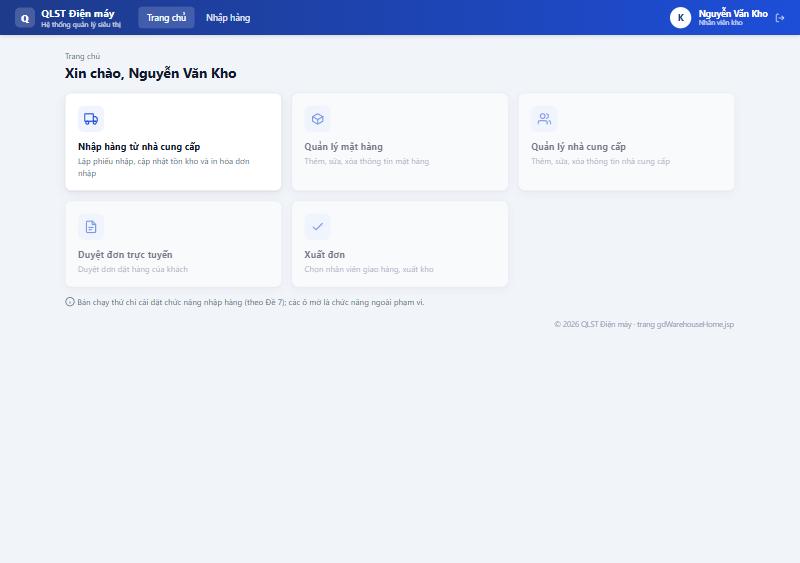 Q
QLST Điện máy
Hệ thống quản lý siêu thị
Trang chủ
Nhập hàng
K
Nguyễn Văn Kho
Nhân viên kho
Trang chủ
Xin chào, Nguyễn Văn Kho
Nhập hàng từ nhà cung cấp
Lập phiếu nhập, cập nhật tồn kho và in hóa đơn
nhập
Quản lý mặt hàng
Thêm, sửa, xóa thông tin mặt hàng
Quản lý nhà cung cấp
Thêm, sửa, xóa thông tin nhà cung cấp
Duyệt đơn trực tuyến
Duyệt đơn đặt hàng của khách
Xuất đơn
Chọn nhân viên giao hàng, xuất kho
Bản chạy thử chỉ cài đặt chức năng nhập hàng (theo Đề 7); các ô mờ là chức năng ngoài phạm vi.
© 2026 QLST Điện máy · trang gdWarehouseHome.jsp